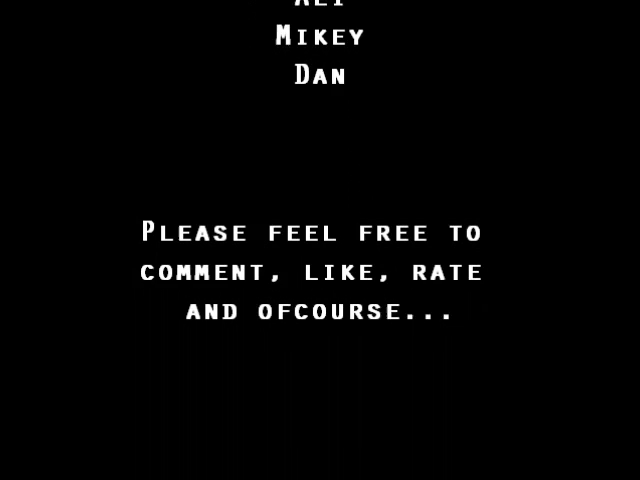 Mikey
Dan
Please feel free to
comment, like, rate
and ofcourse...